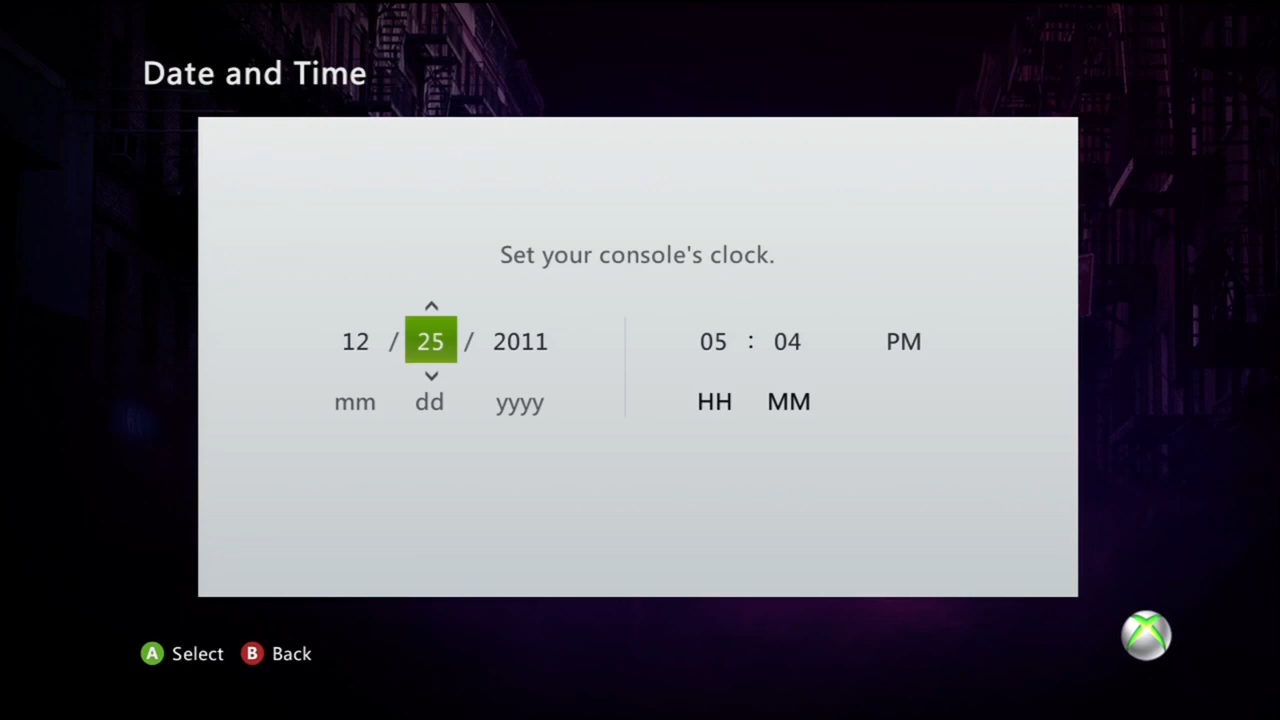 Date and Time
Set your console's clock.
12 / 25 / 2011 05 : 04 PM
mm dd yyyy HH MM
A Select B Back